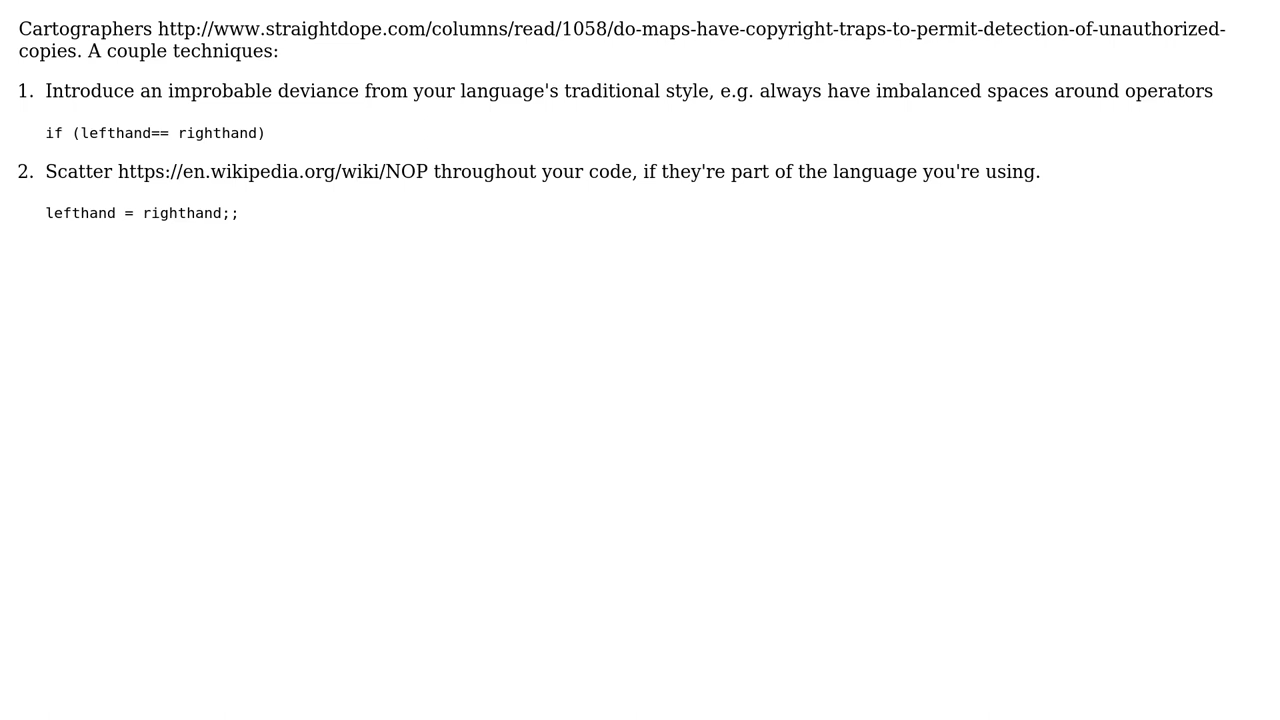 Cartographers http://www.straightdope.com/columns/read/1058/do-maps-have-copyright-traps-to-permit-detection-of-unauthorized-
copies. A couple techniques:
1. Introduce an improbable deviance from your language's traditional style, e.g. always have imbalanced spaces around operators
if (lefthand== righthand)
2. Scatter https://en.wikipedia.org/wiki/NOP throughout your code, if they're part of the language you're using.
lefthand = righthand;;